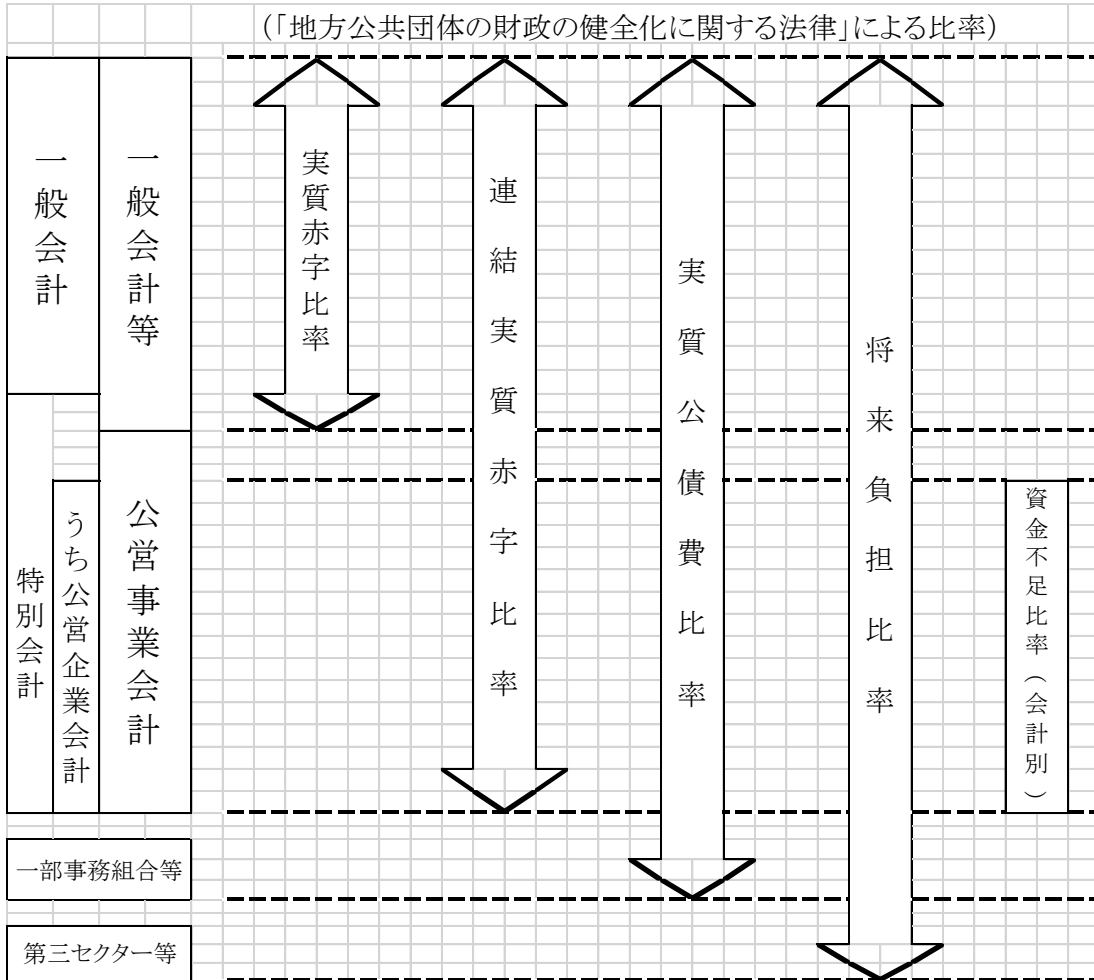 (「地方公共団体の財政の健全化に関する法律」による比率)
一般会計
一般会計等
実質赤字比率
連結実質赤字比率
実質公債費比率
将来負担比率
特別会計
うち公営企業会計
公営事業会計
資金不足比率(会計別)
一部事務組合等
第三セクター等